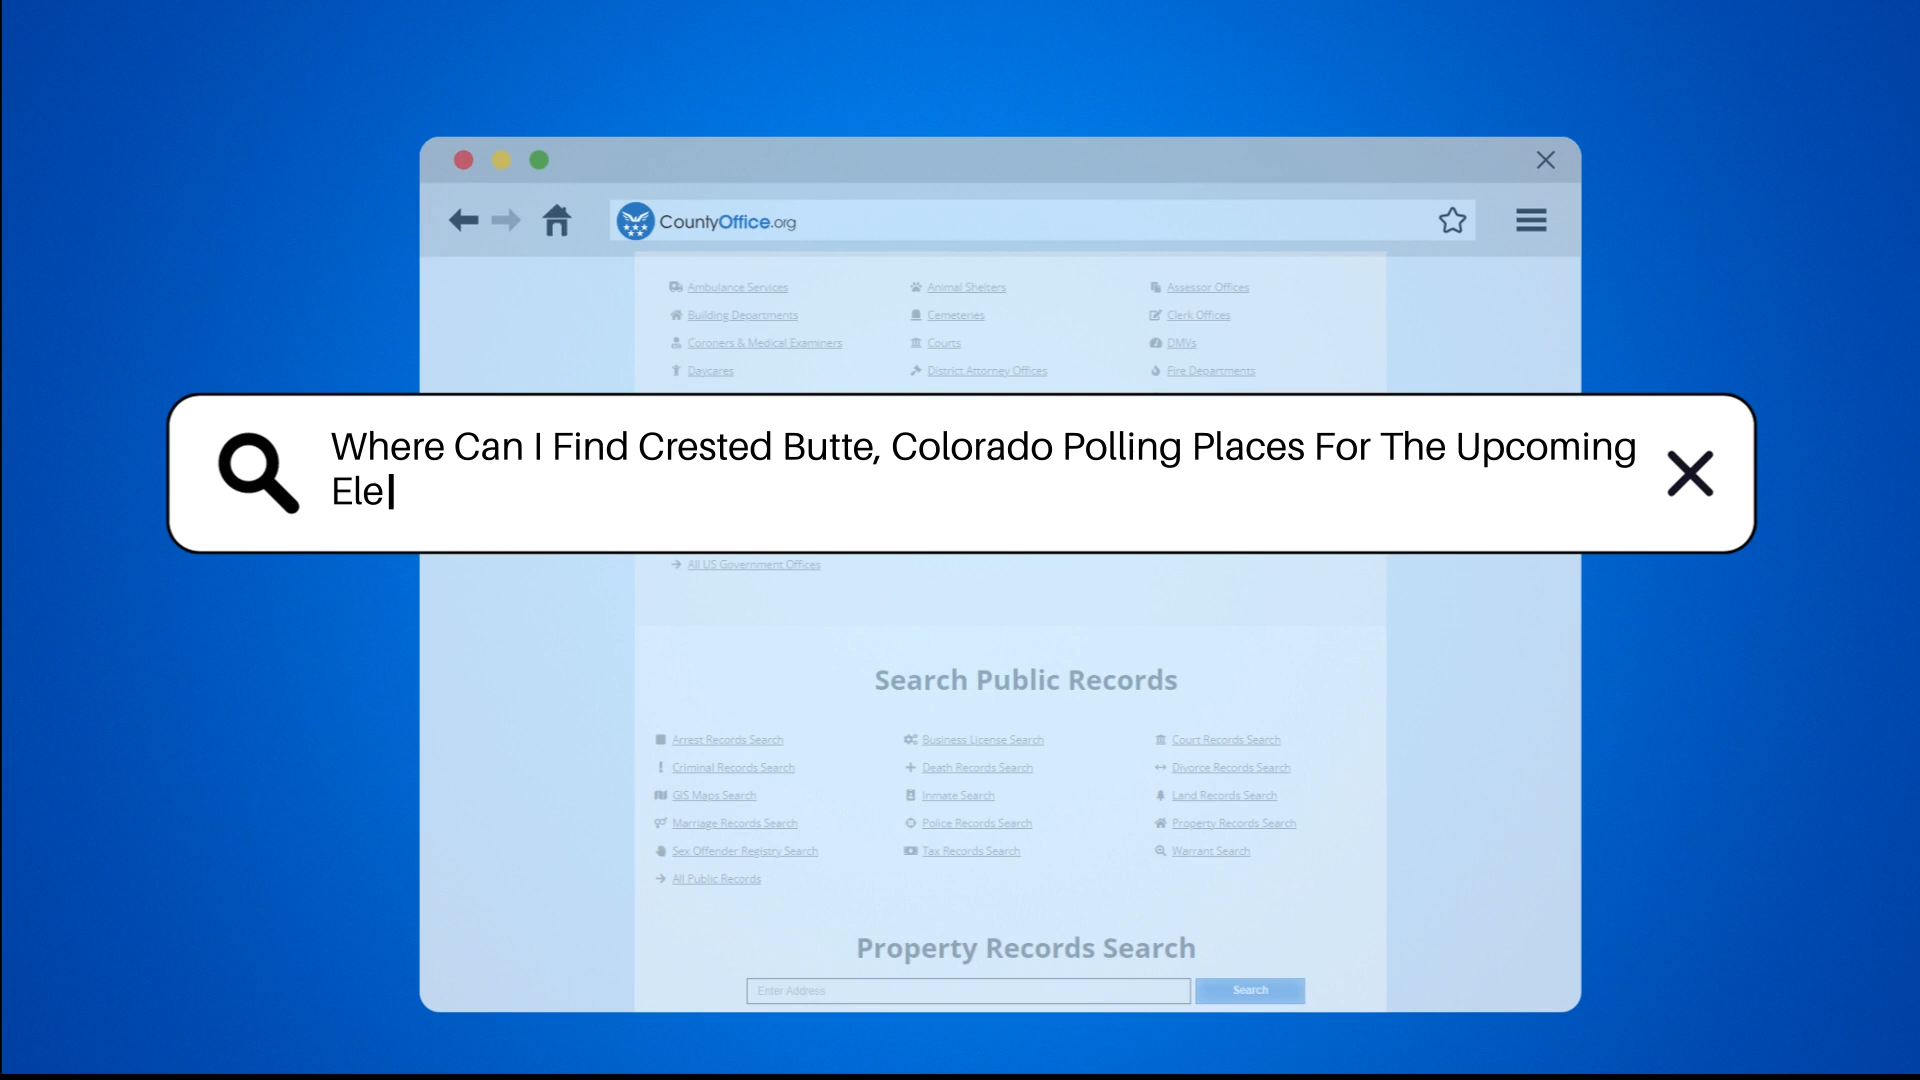 CountyOffice.org
Ambulance Services Animal Shelters Assessor Offices
Building Departments Cemeteries Clerk Offices
Coroners & Medical Examiners Courts DMVs
Daycares District Attorney Offices Fire Departments
Where Can I Find Crested Butte, Colorado Polling Places For The Upcoming
Ele
All US Government Offices
Search Public Records
Arrest Records Search Business License Search Court Records Search
Criminal Records Search Death Records Search Divorce Records Search
GIS Maps Search Inmate Search Land Records Search
Marriage Records Search Police Records Search Property Records Search
Sex Offender Registry Search Tax Records Search Warrant Search
All Public Records
Property Records Search
Enter Address Search